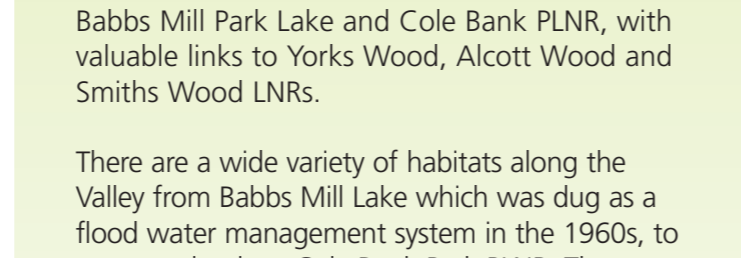 Babbs Mill Park Lake and Cole Bank PLNR, with
valuable links to Yorks Wood, Alcott Wood and
Smiths Wood LNRs.
There are a wide variety of habitats along the
Valley from Babbs Mill Lake which was dug as a
flood water management system in the 1960s, to